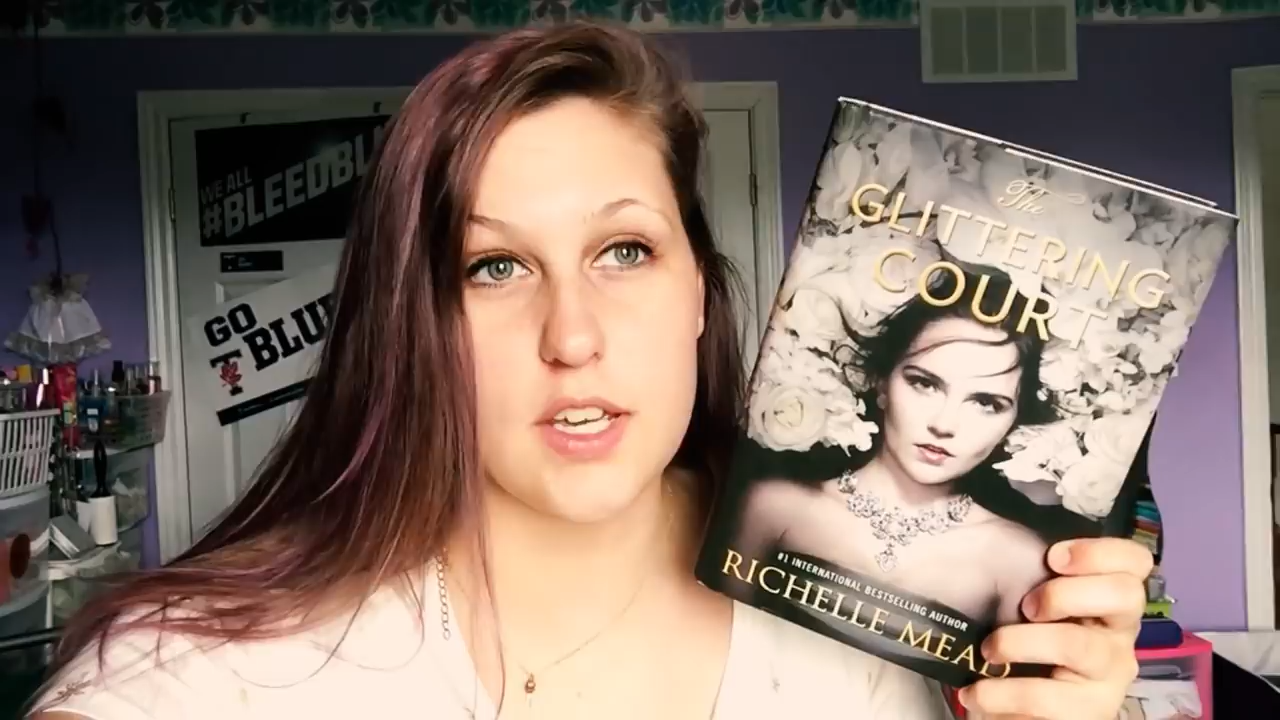 WE ALL
#BLEEDBLU
GO
BLU
The
GLITTERING
COURT
#1 INTERNATIONAL BESTSELLING AUTHOR
RICHELLE MEAD